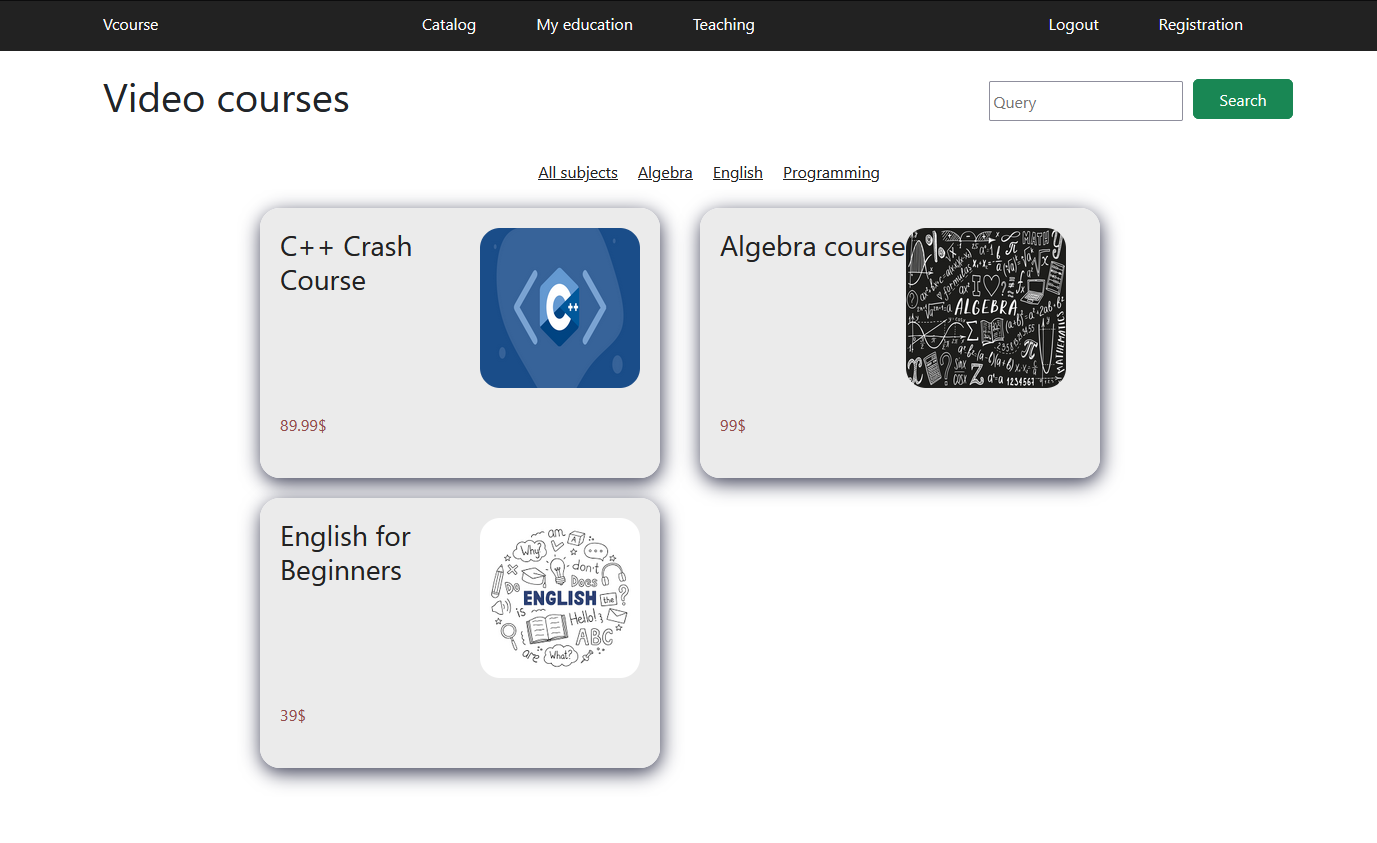 Vcourse Catalog My education Teaching Logout Registration
Video courses
Query
Search
All subjects Algebra English Programming
C++ Crash
Course
C++
89.99$
Algebra course
MATH
I
ALGEBRA
MATHEMATICS
1234567
99$
English for
Beginners
am
Why?
don't
Do
Does
ENGLISH
the
is
Hello!
ABC
are
What?
39$